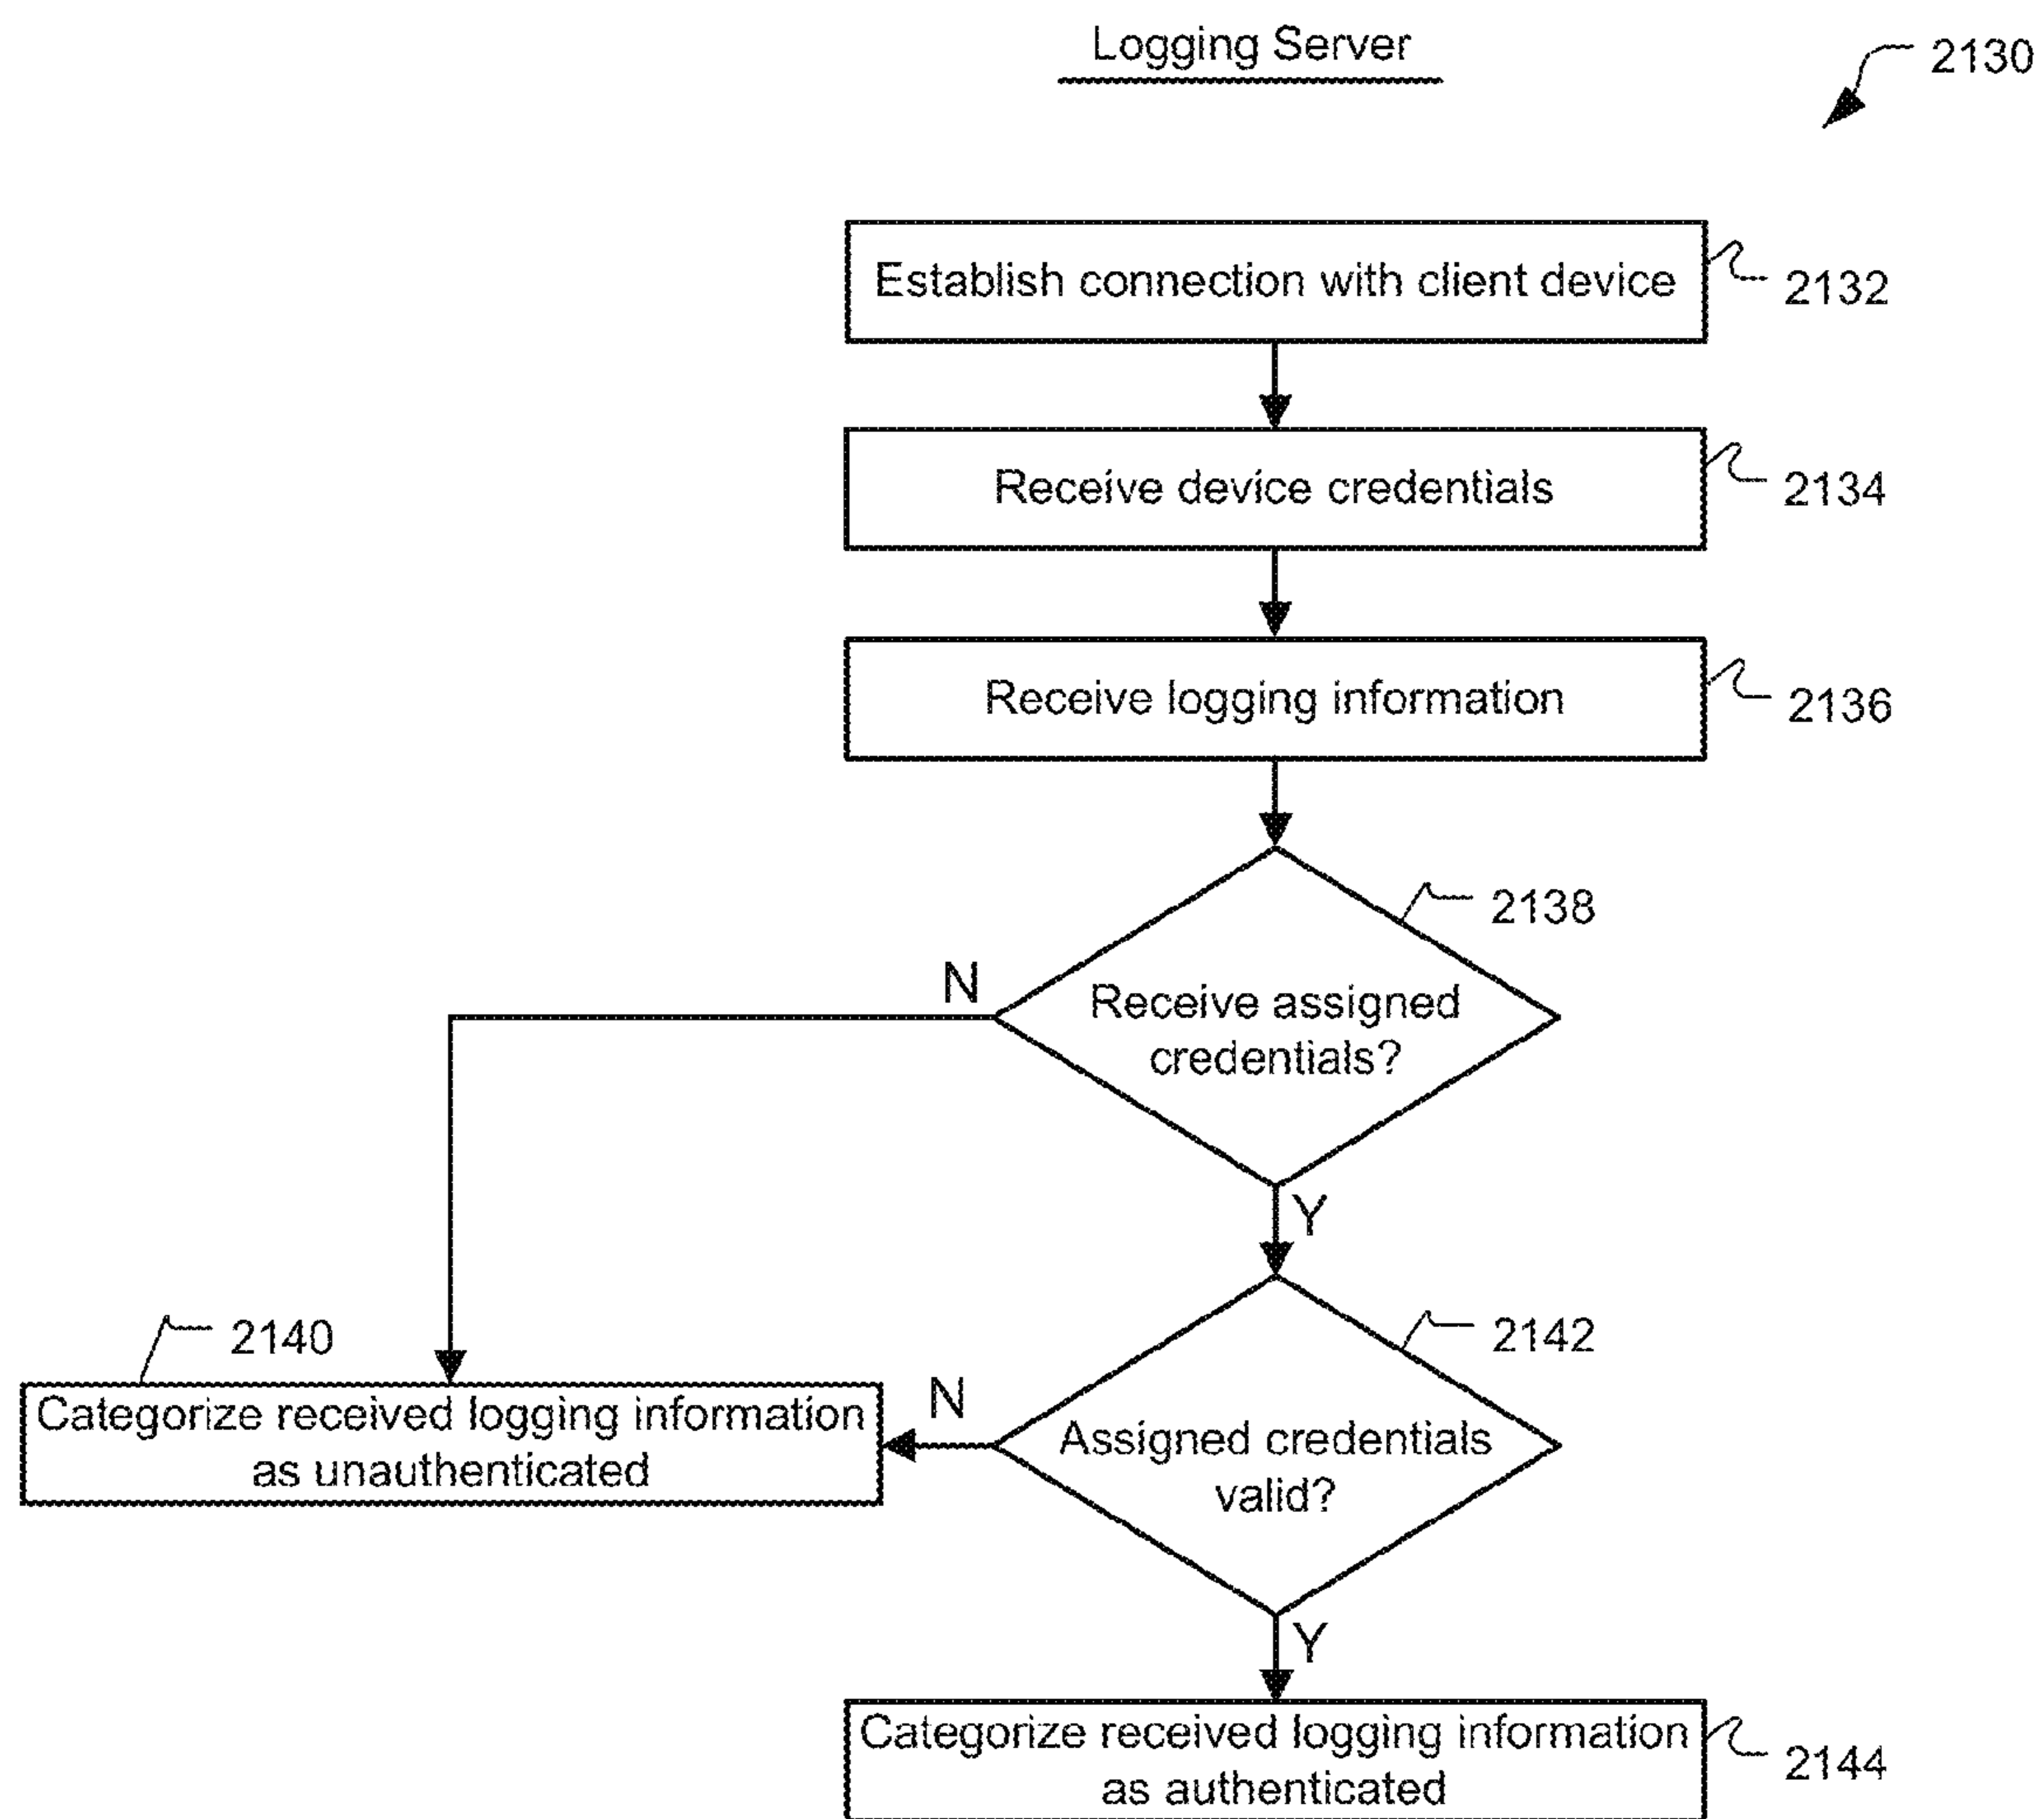 Logging Server
2130
Establish connection with client device
2132
Receive device credentials
2134
Receive logging information
2136
2138
Receive assigned
credentials?
N
Y
2140
Categorize received logging information
as unauthenticated
2142
Assigned credentials
valid?
N
Y
Categorize received logging information
as authenticated
2144